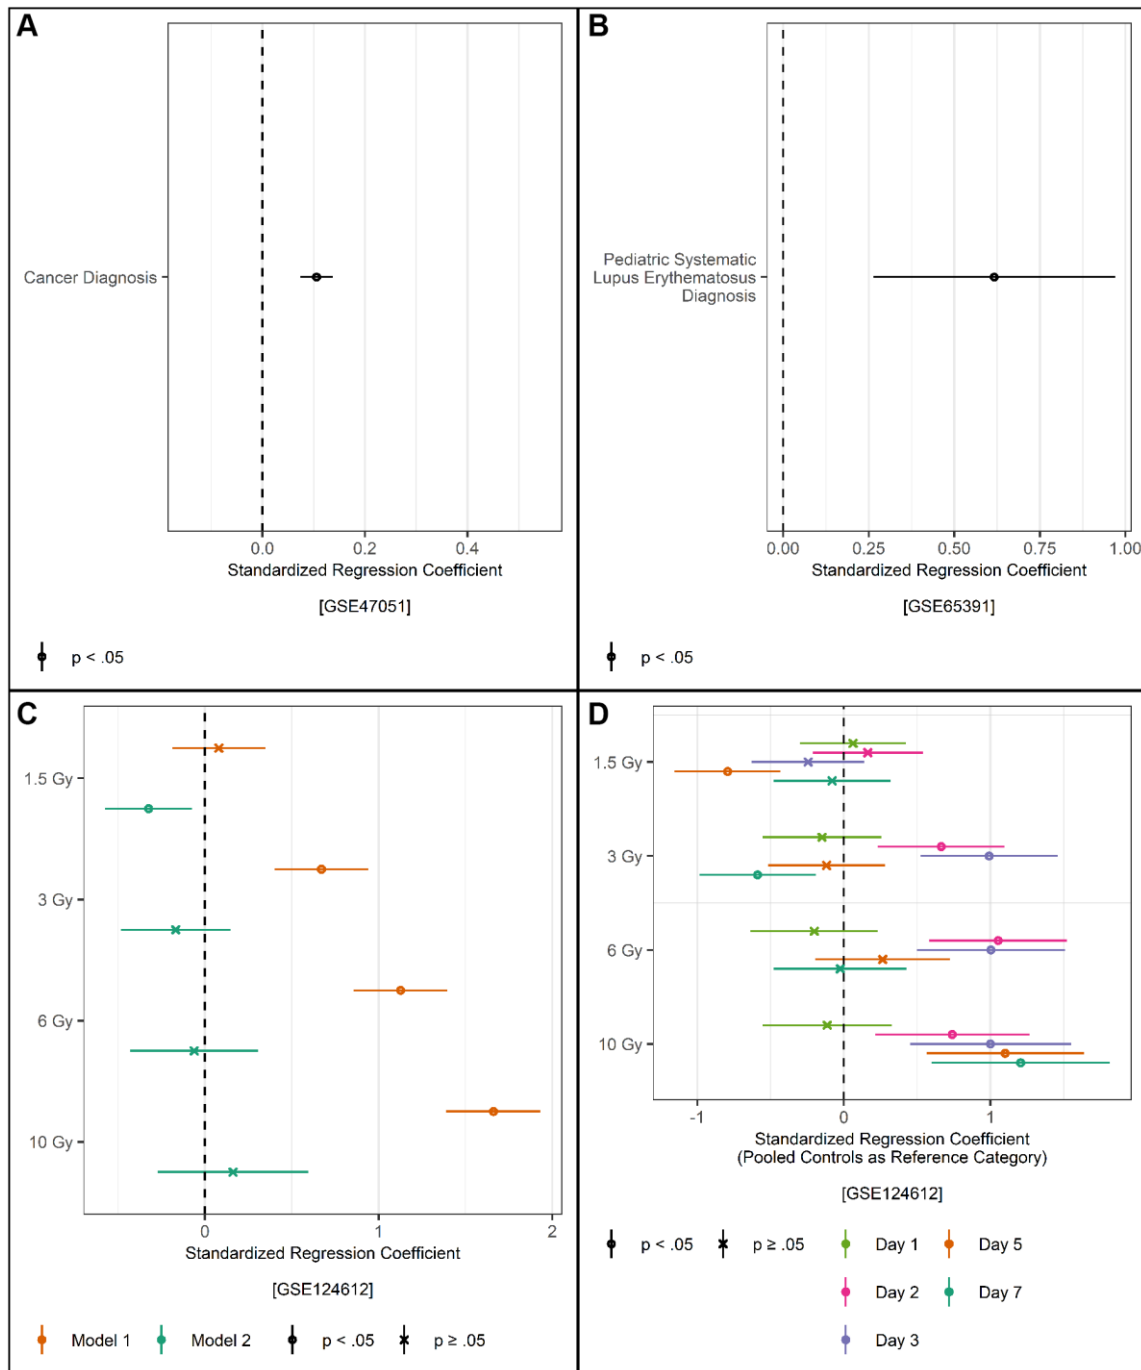 A
Cancer Diagnosis
0.0
0.2
0.4
Standardized Regression Coefficient
[GSE47051]
p < .05
B
Pediatric Systematic
Lupus Erythematosus
Diagnosis
0.00
0.25
0.50
0.75
1.00
Standardized Regression Coefficient
[GSE65391]
p < .05
C
1.5 Gy
3 Gy
6 Gy
10 Gy
0
1
2
Standardized Regression Coefficient
[GSE124612]
Model 1
Model 2
p < .05
p ≥ .05
D
1.5 Gy
3 Gy
6 Gy
10 Gy
-1
0
1
Standardized Regression Coefficient
(Pooled Controls as Reference Category)
[GSE124612]
p < .05
p ≥ .05
Day 1
Day 5
Day 2
Day 7
Day 3